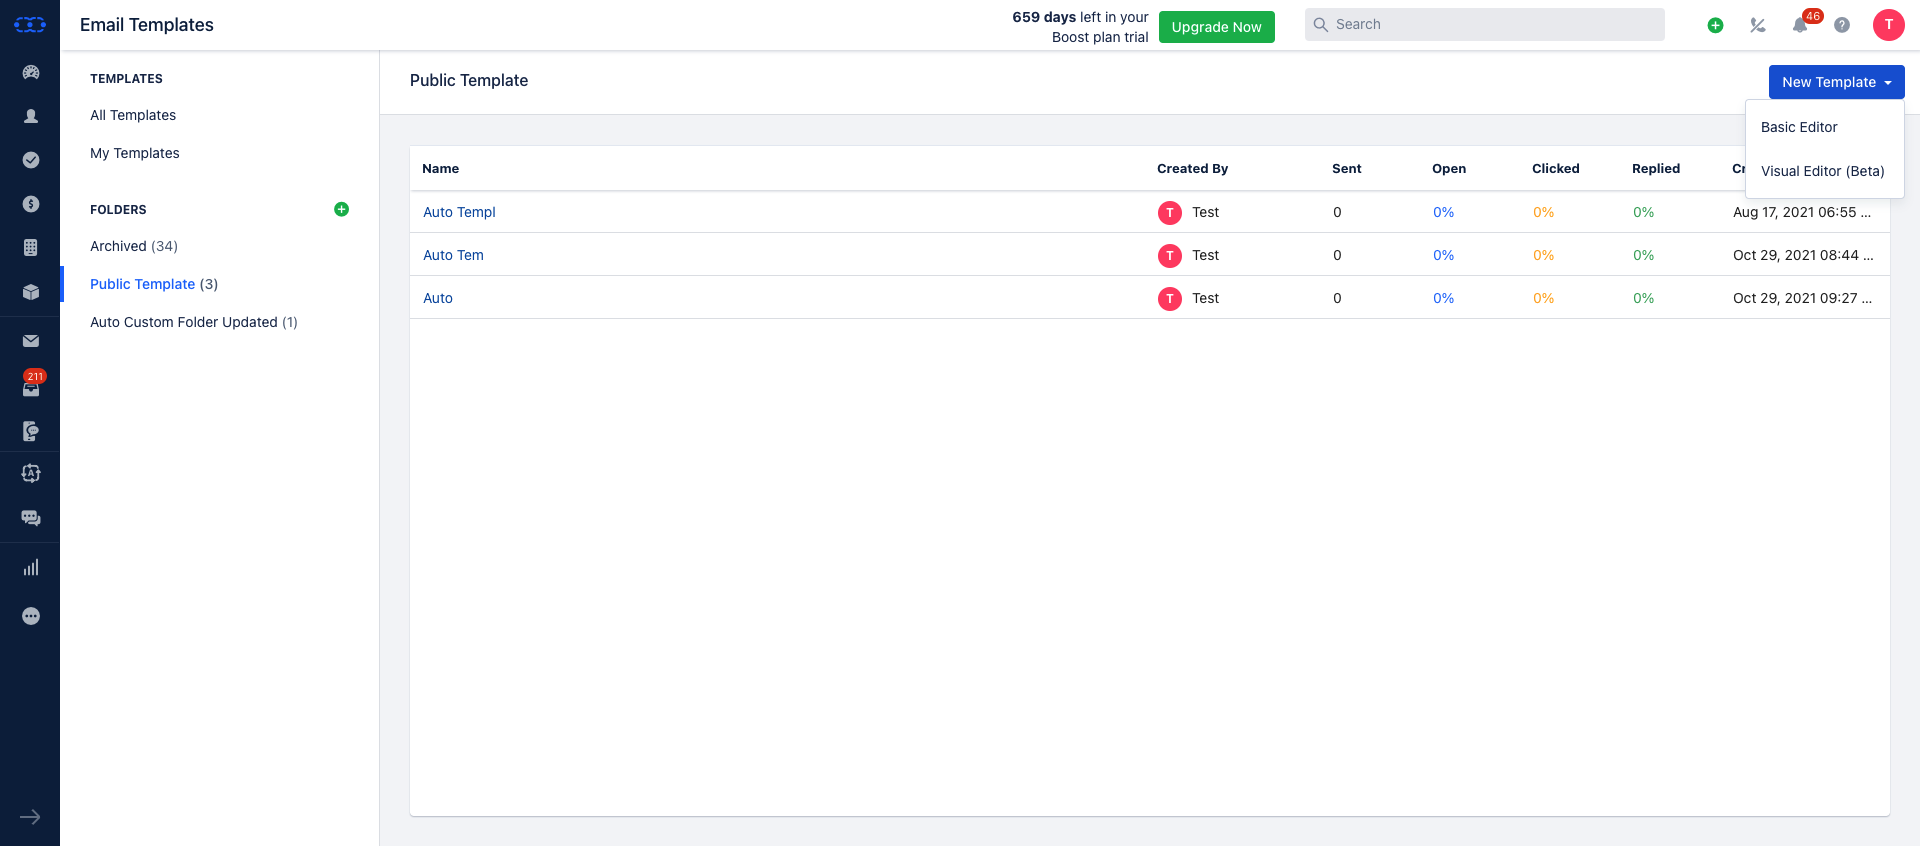 Email Templates
659 days left in your
Boost plan trial
Upgrade Now
Search
46
T
TEMPLATES
All Templates
My Templates
FOLDERS
Archived (34)
Public Template (3)
Auto Custom Folder Updated (1)
211
A
Public Template
New Template
Basic Editor
Visual Editor (Beta)
Name Created By Sent Open Clicked Replied Cr
Auto Templ T Test 0 0% 0% 0% Aug 17, 2021 06:55 ...
Auto Tem T Test 0 0% 0% 0% Oct 29, 2021 08:44 ...
Auto T Test 0 0% 0% 0% Oct 29, 2021 09:27 ...